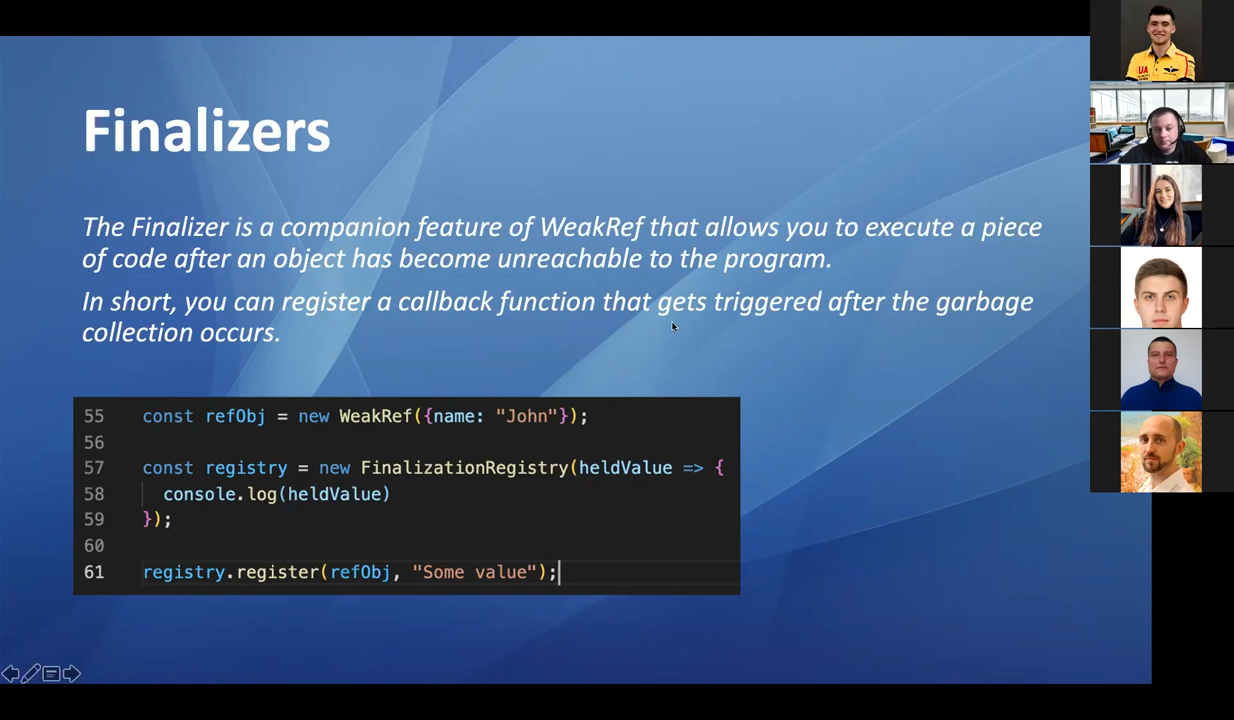 Finalizers
The Finalizer is a companion feature of WeakRef that allows you to execute a piece
of code after an object has become unreachable to the program.
In short, you can register a callback function that gets triggered after the garbage
collection occurs.
55 const refObj = new WeakRef({name: "John"});
56
57 const registry = new FinalizationRegistry(heldValue => {
58 console.log(heldValue)
59 });
60
61 registry.register(refObj, "Some value");
UA